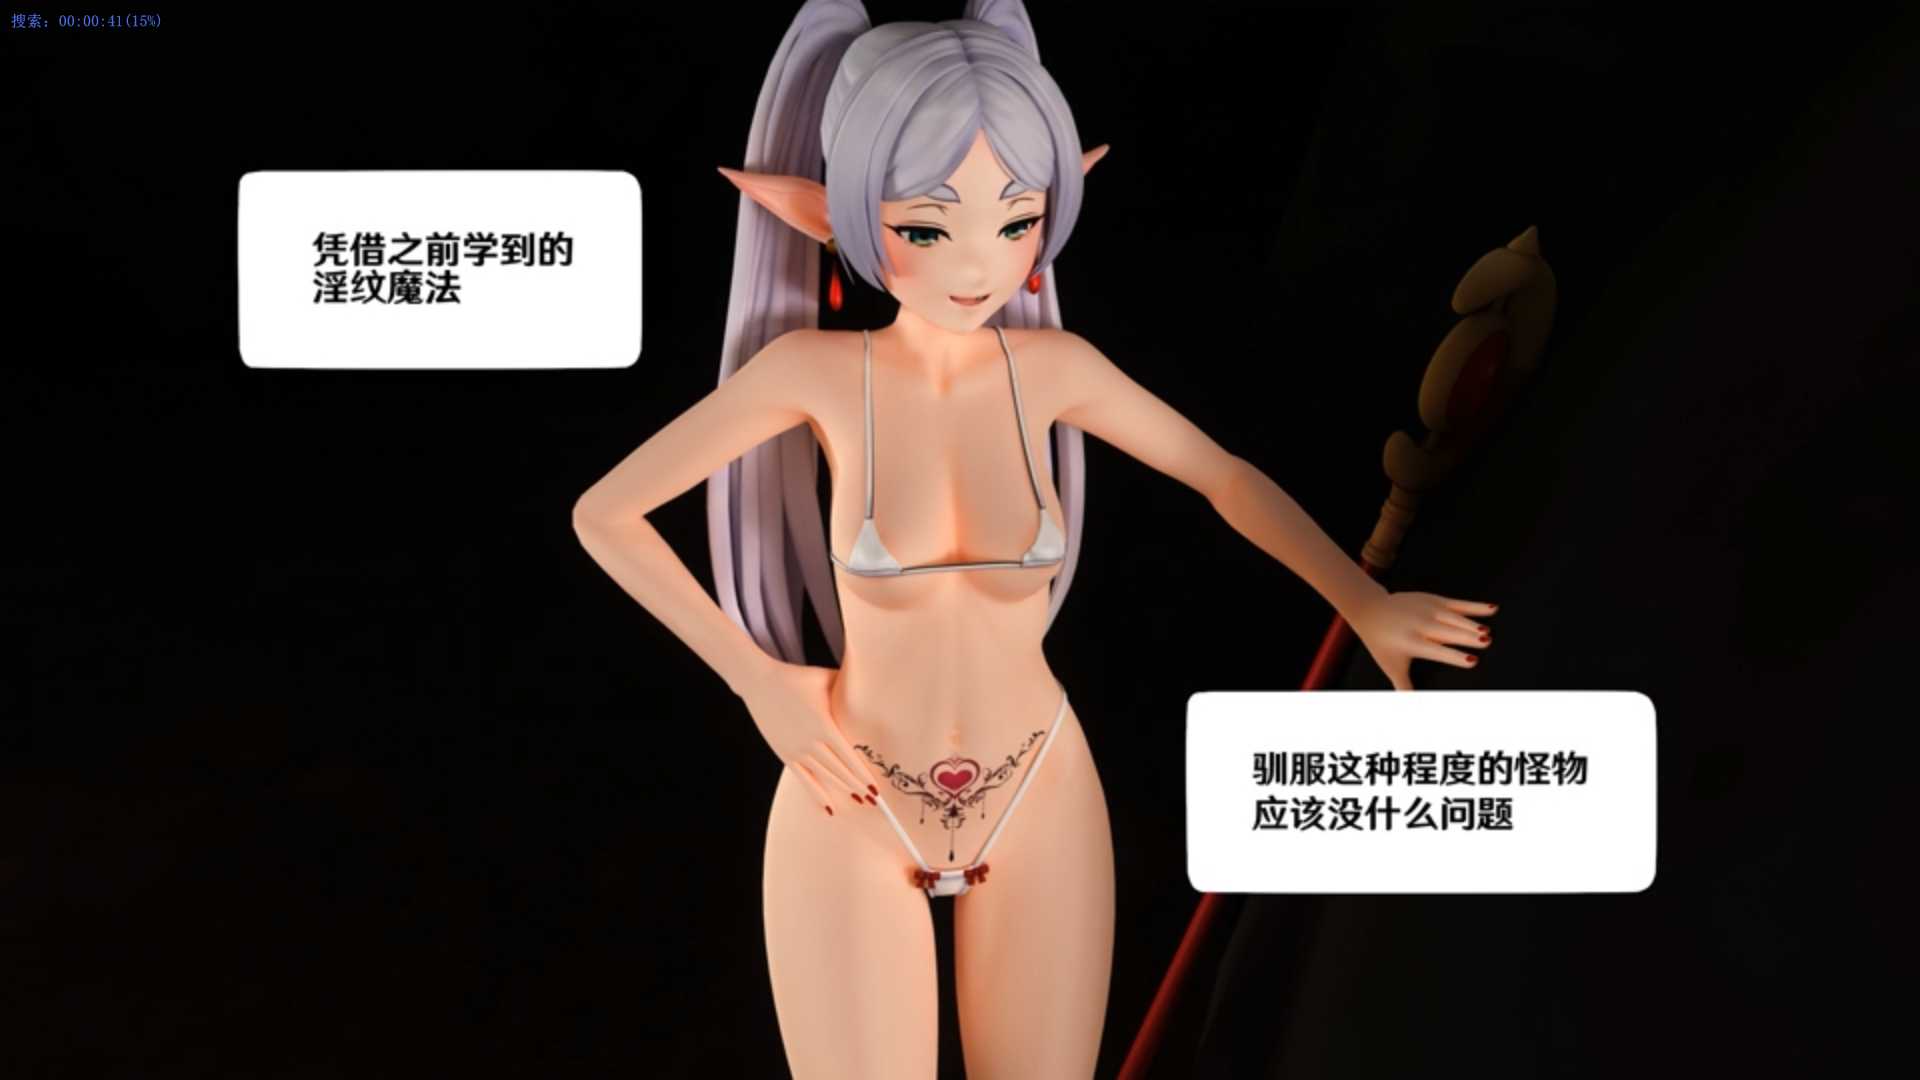 搜索：00:00:41(15%)
凭借之前学到的
淫纹魔法
驯服这种程度的怪物
应该没什么问题